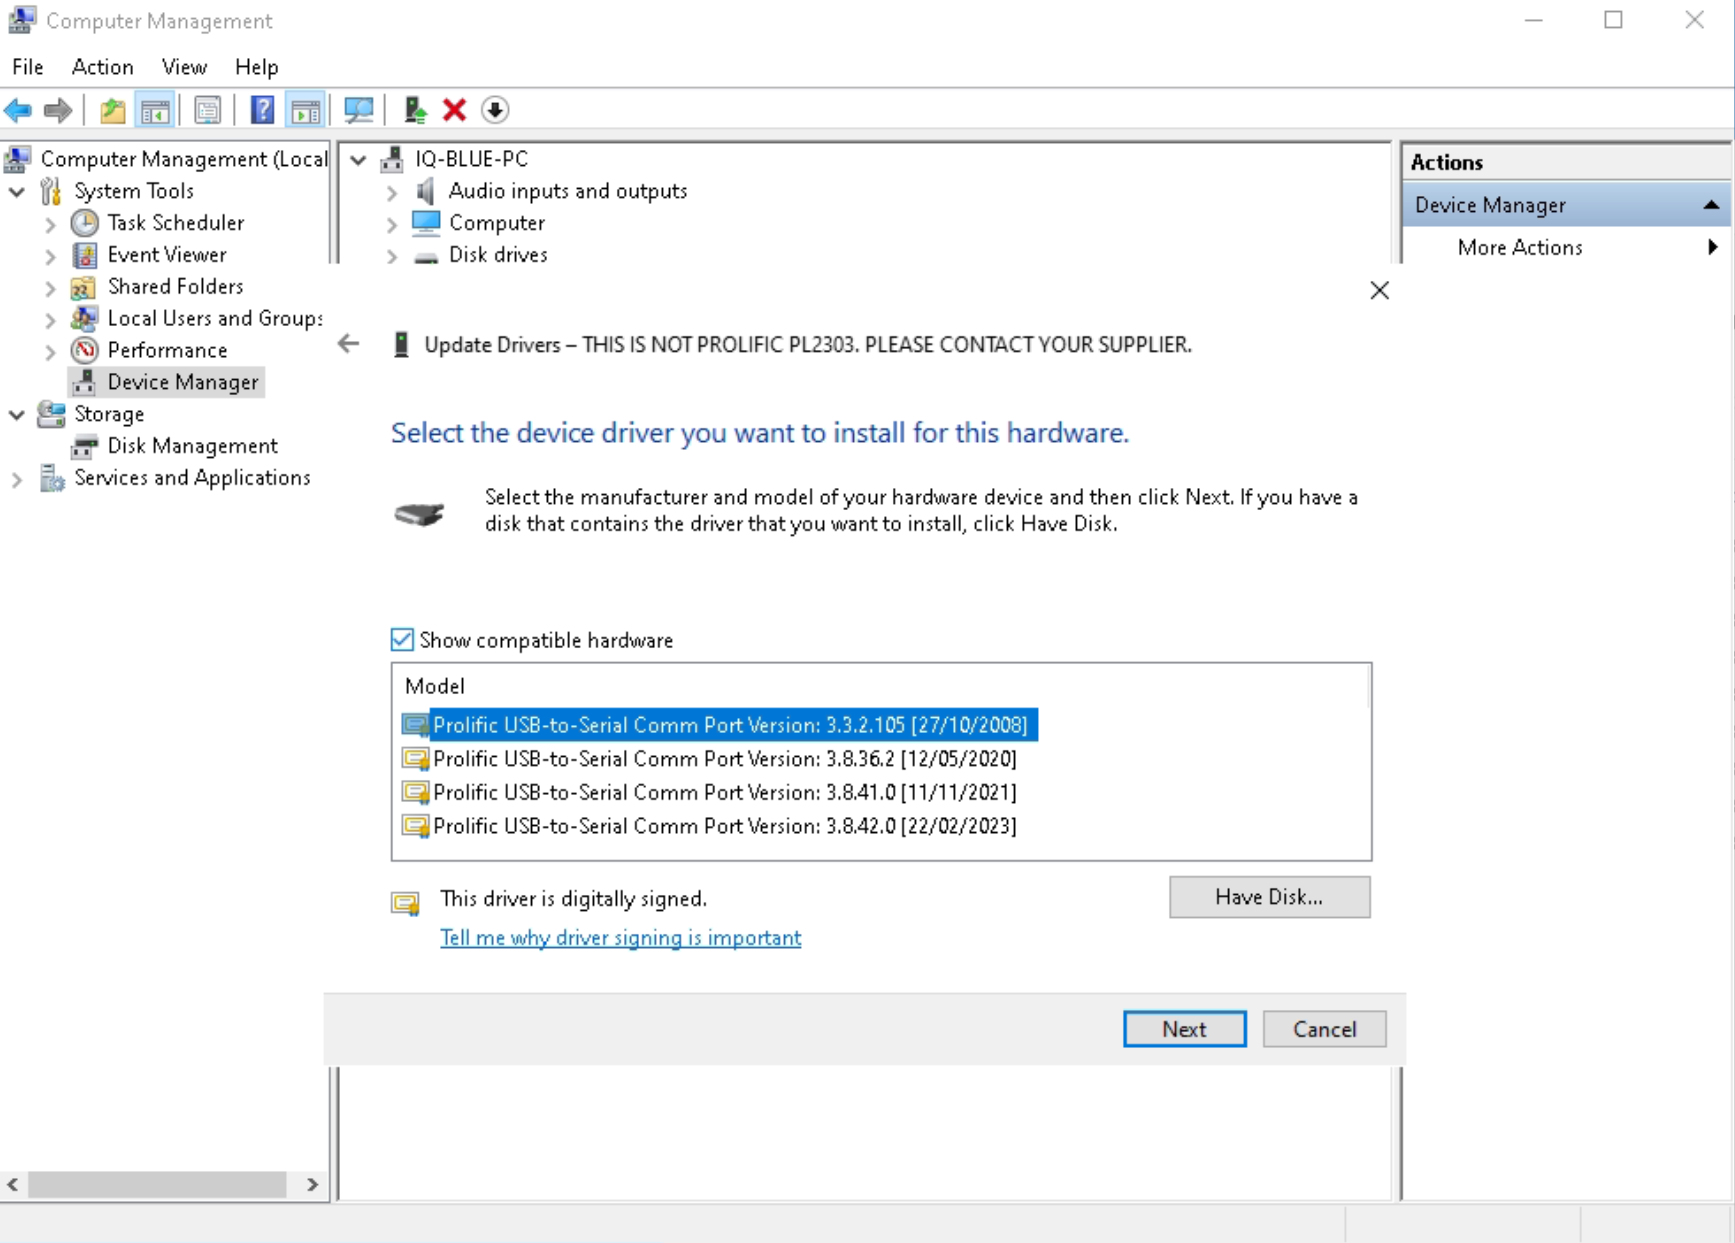 Computer Management
File Action View Help
Computer Management (Local
System Tools
Task Scheduler
Event Viewer
Shared Folders
Local Users and Groups
Performance
Device Manager
Storage
Disk Management
Services and Applications
IQ-BLUE-PC
Audio inputs and outputs
Computer
Disk drives
Actions
Device Manager
More Actions
Update Drivers – THIS IS NOT PROLIFIC PL2303. PLEASE CONTACT YOUR SUPPLIER.
Select the device driver you want to install for this hardware.
Select the manufacturer and model of your hardware device and then click Next. If you have a
disk that contains the driver that you want to install, click Have Disk.
Show compatible hardware
Model
Prolific USB-to-Serial Comm Port Version: 3.3.2.105 [27/10/2008]
Prolific USB-to-Serial Comm Port Version: 3.8.36.2 [12/05/2020]
Prolific USB-to-Serial Comm Port Version: 3.8.41.0 [11/11/2021]
Prolific USB-to-Serial Comm Port Version: 3.8.42.0 [22/02/2023]
This driver is digitally signed.
Have Disk...
Tell me why driver signing is important
Next
Cancel